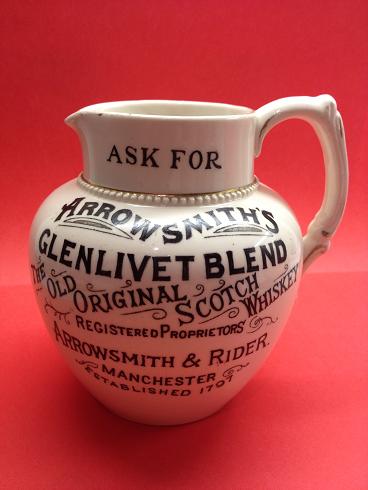 ASK FOR
ARROWSMITH'S
GLENLIVET BLEND
THE OLD ORIGINAL SCOTCH WHISKEY
REGISTERED PROPRIETORS
ARROWSMITH & RIDER.
MANCHESTER
ESTABLISHED 1797